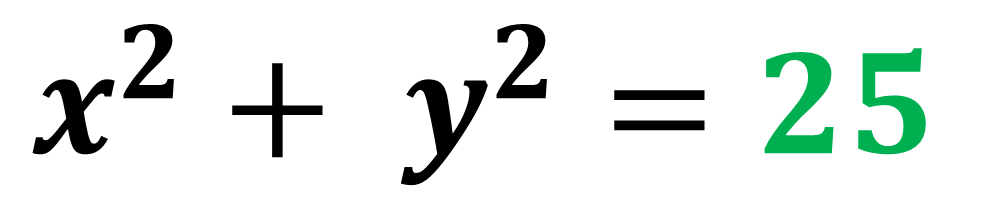 x² + y² = 25